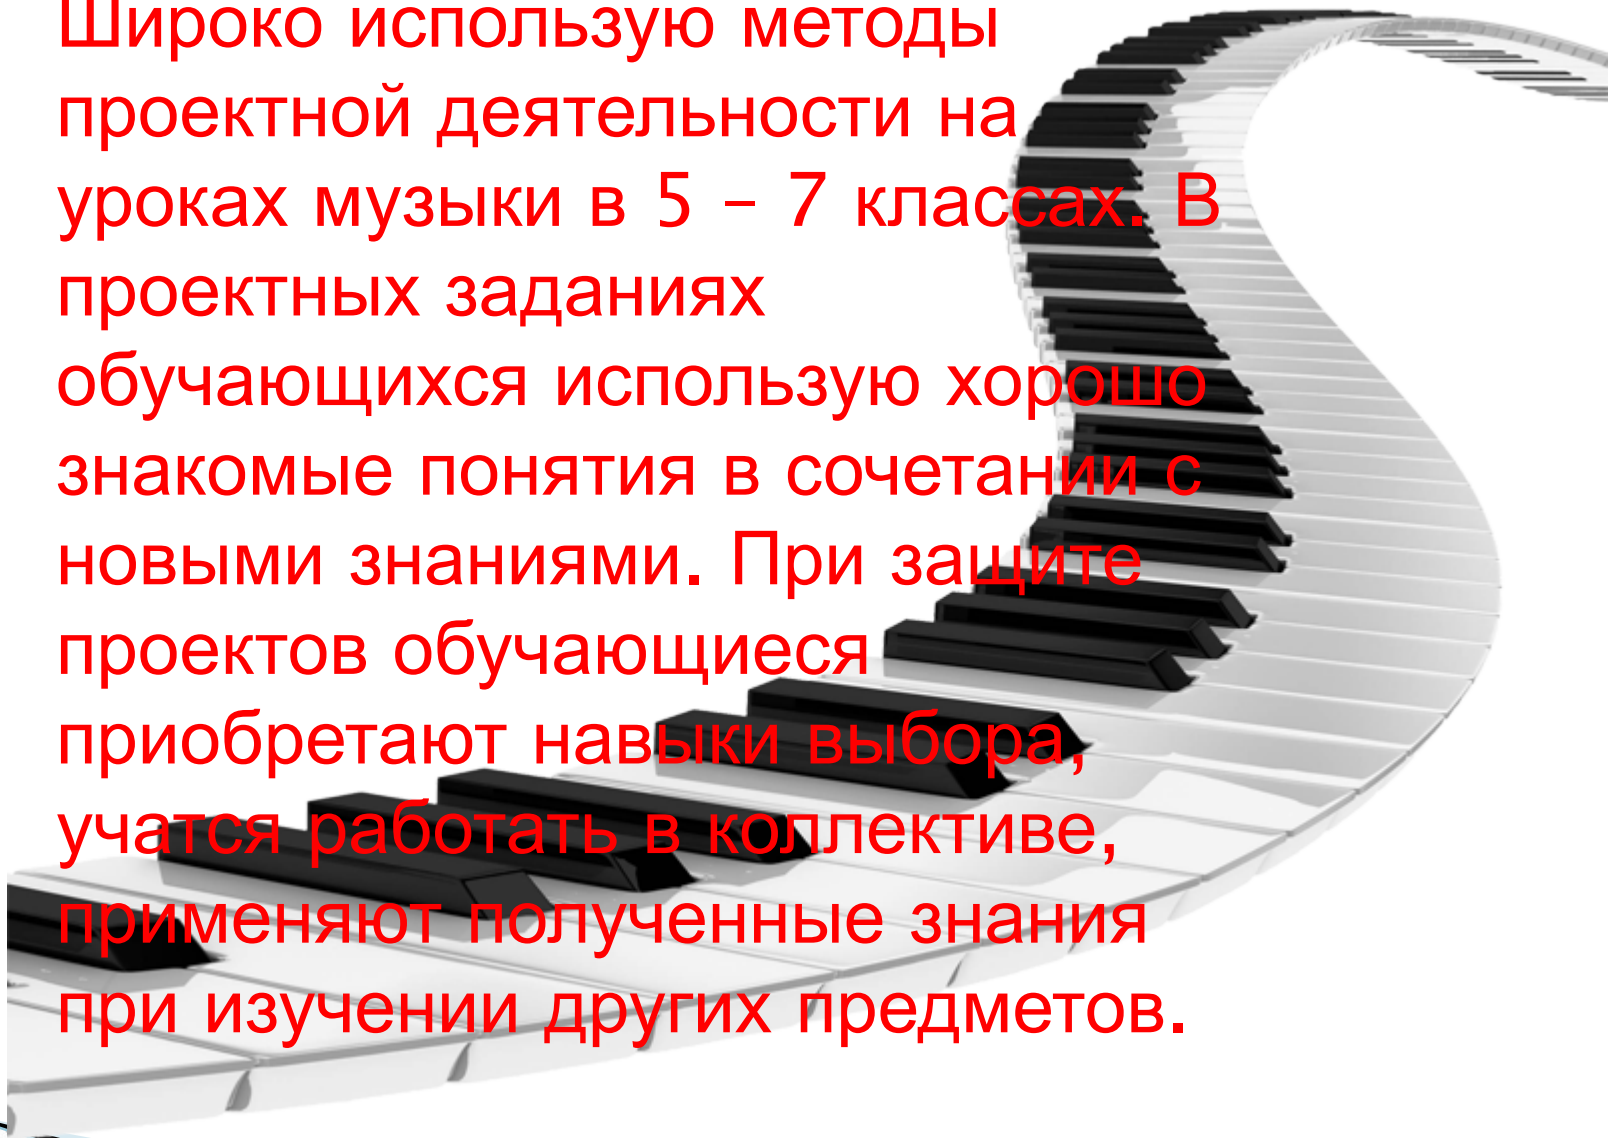 Широко использую методы
проектной деятельности на
уроках музыки в 5 – 7 классах. В
проектных заданиях
обучающихся использую хорошо
знакомые понятия в сочетании с
новыми знаниями. При защите
проектов обучающиеся
приобретают навыки выбора,
учатся работать в коллективе,
применяют полученные знания
при изучении других предметов.